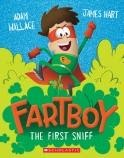 ADAM
WALLACE
JAMES HART
FARTBOY
THE FIRST SNIFF
SCHOLASTIC